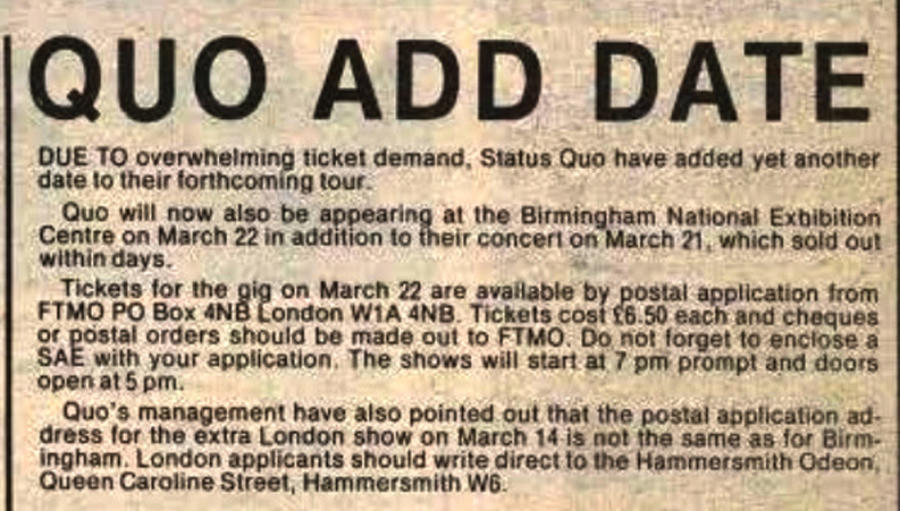 QUO ADD DATE
DUE TO overwhelming ticket demand, Status Quo have added yet another
date to their forthcoming tour.
Quo will now also be appearing at the Birmingham National Exhibition
Centre on March 22 in addition to their concert on March 21, which sold out
within days.
Tickets for the gig on March 22 are available by postal application from
FTMO PO Box 4NB London W1A 4NB. Tickets cost £6.50 each and cheques
or postal orders should be made out to FTMO. Do not forget to enclose a
SAE with your application. The shows will start at 7 pm prompt and doors
open at 5 pm.
Quo's management have also pointed out that the postal application ad-
dress for the extra London show on March 14 is not the same as for Birm-
ingham. London applicants should write direct to the Hammersmith Odeon,
Queen Caroline Street, Hammersmith W6.